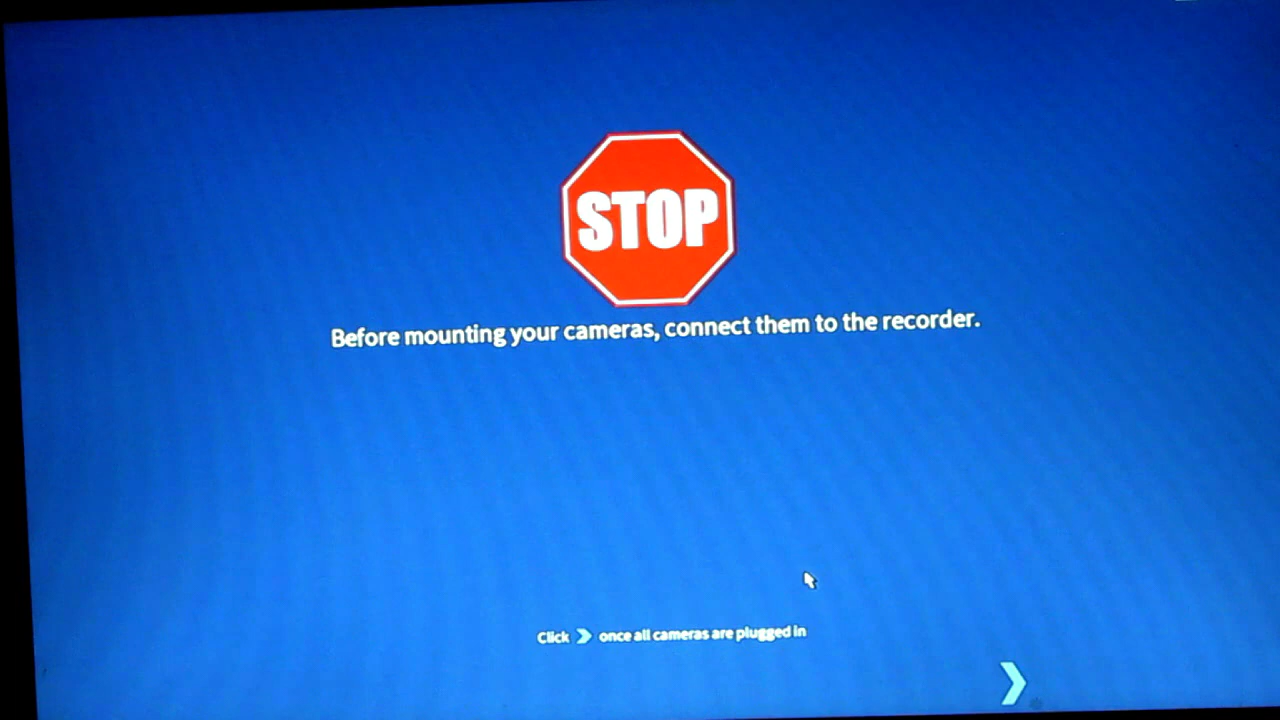 STOP
Before mounting your cameras, connect them to the recorder.
Click > once all cameras are plugged in